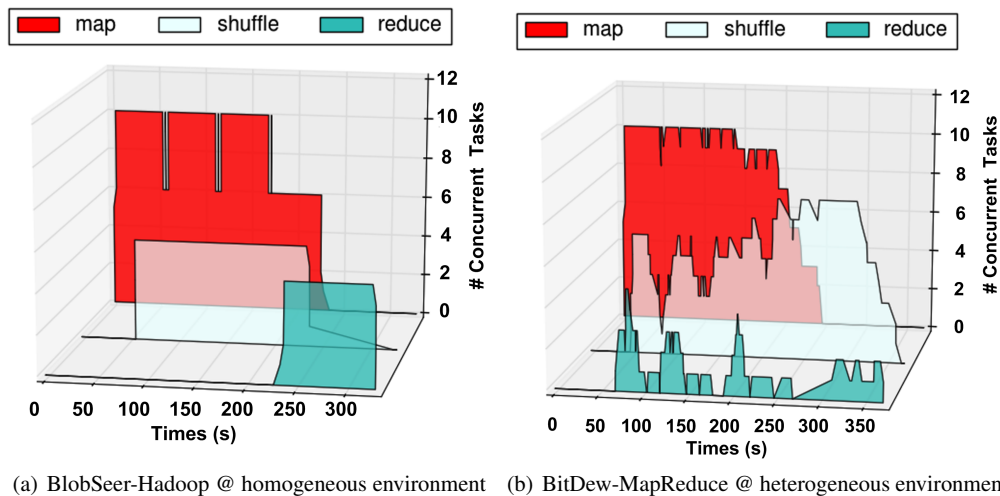 map shuffle reduce
12
10
8
6
4
2
0
# Concurrent Tasks
0 50 100 150 200 250 300
Times (s)
(a) BlobSeer-Hadoop @ homogeneous environment
map shuffle reduce
12
10
8
6
4
2
0
# Concurrent Tasks
0 50 100 150 200 250 300 350
Times (s)
(b) BitDew-MapReduce @ heterogeneous environmen